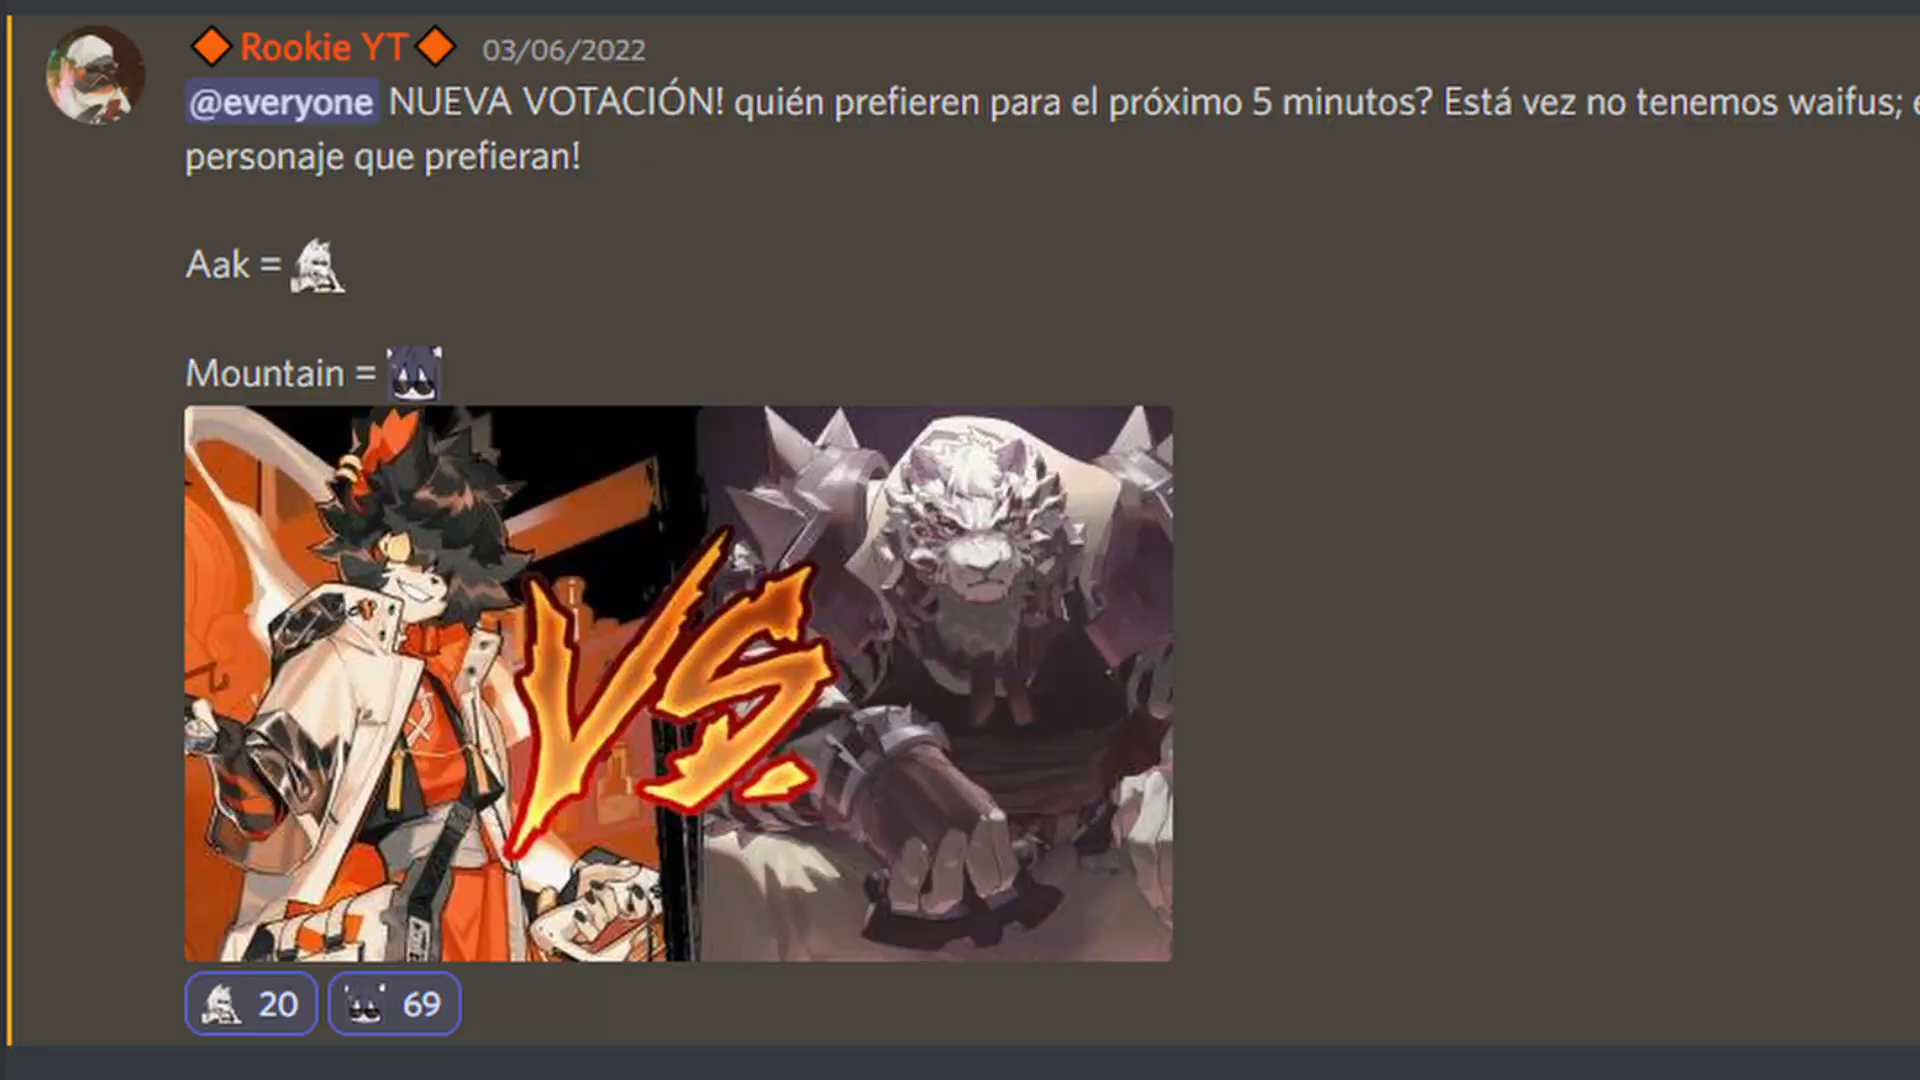 Rookie YT 03/06/2022
@everyone NUEVA VOTACIÓN! quién prefieren para el próximo 5 minutos? Está vez no tenemos waifus;
personaje que prefieran!
Aak =
Mountain =
VS.
20 69